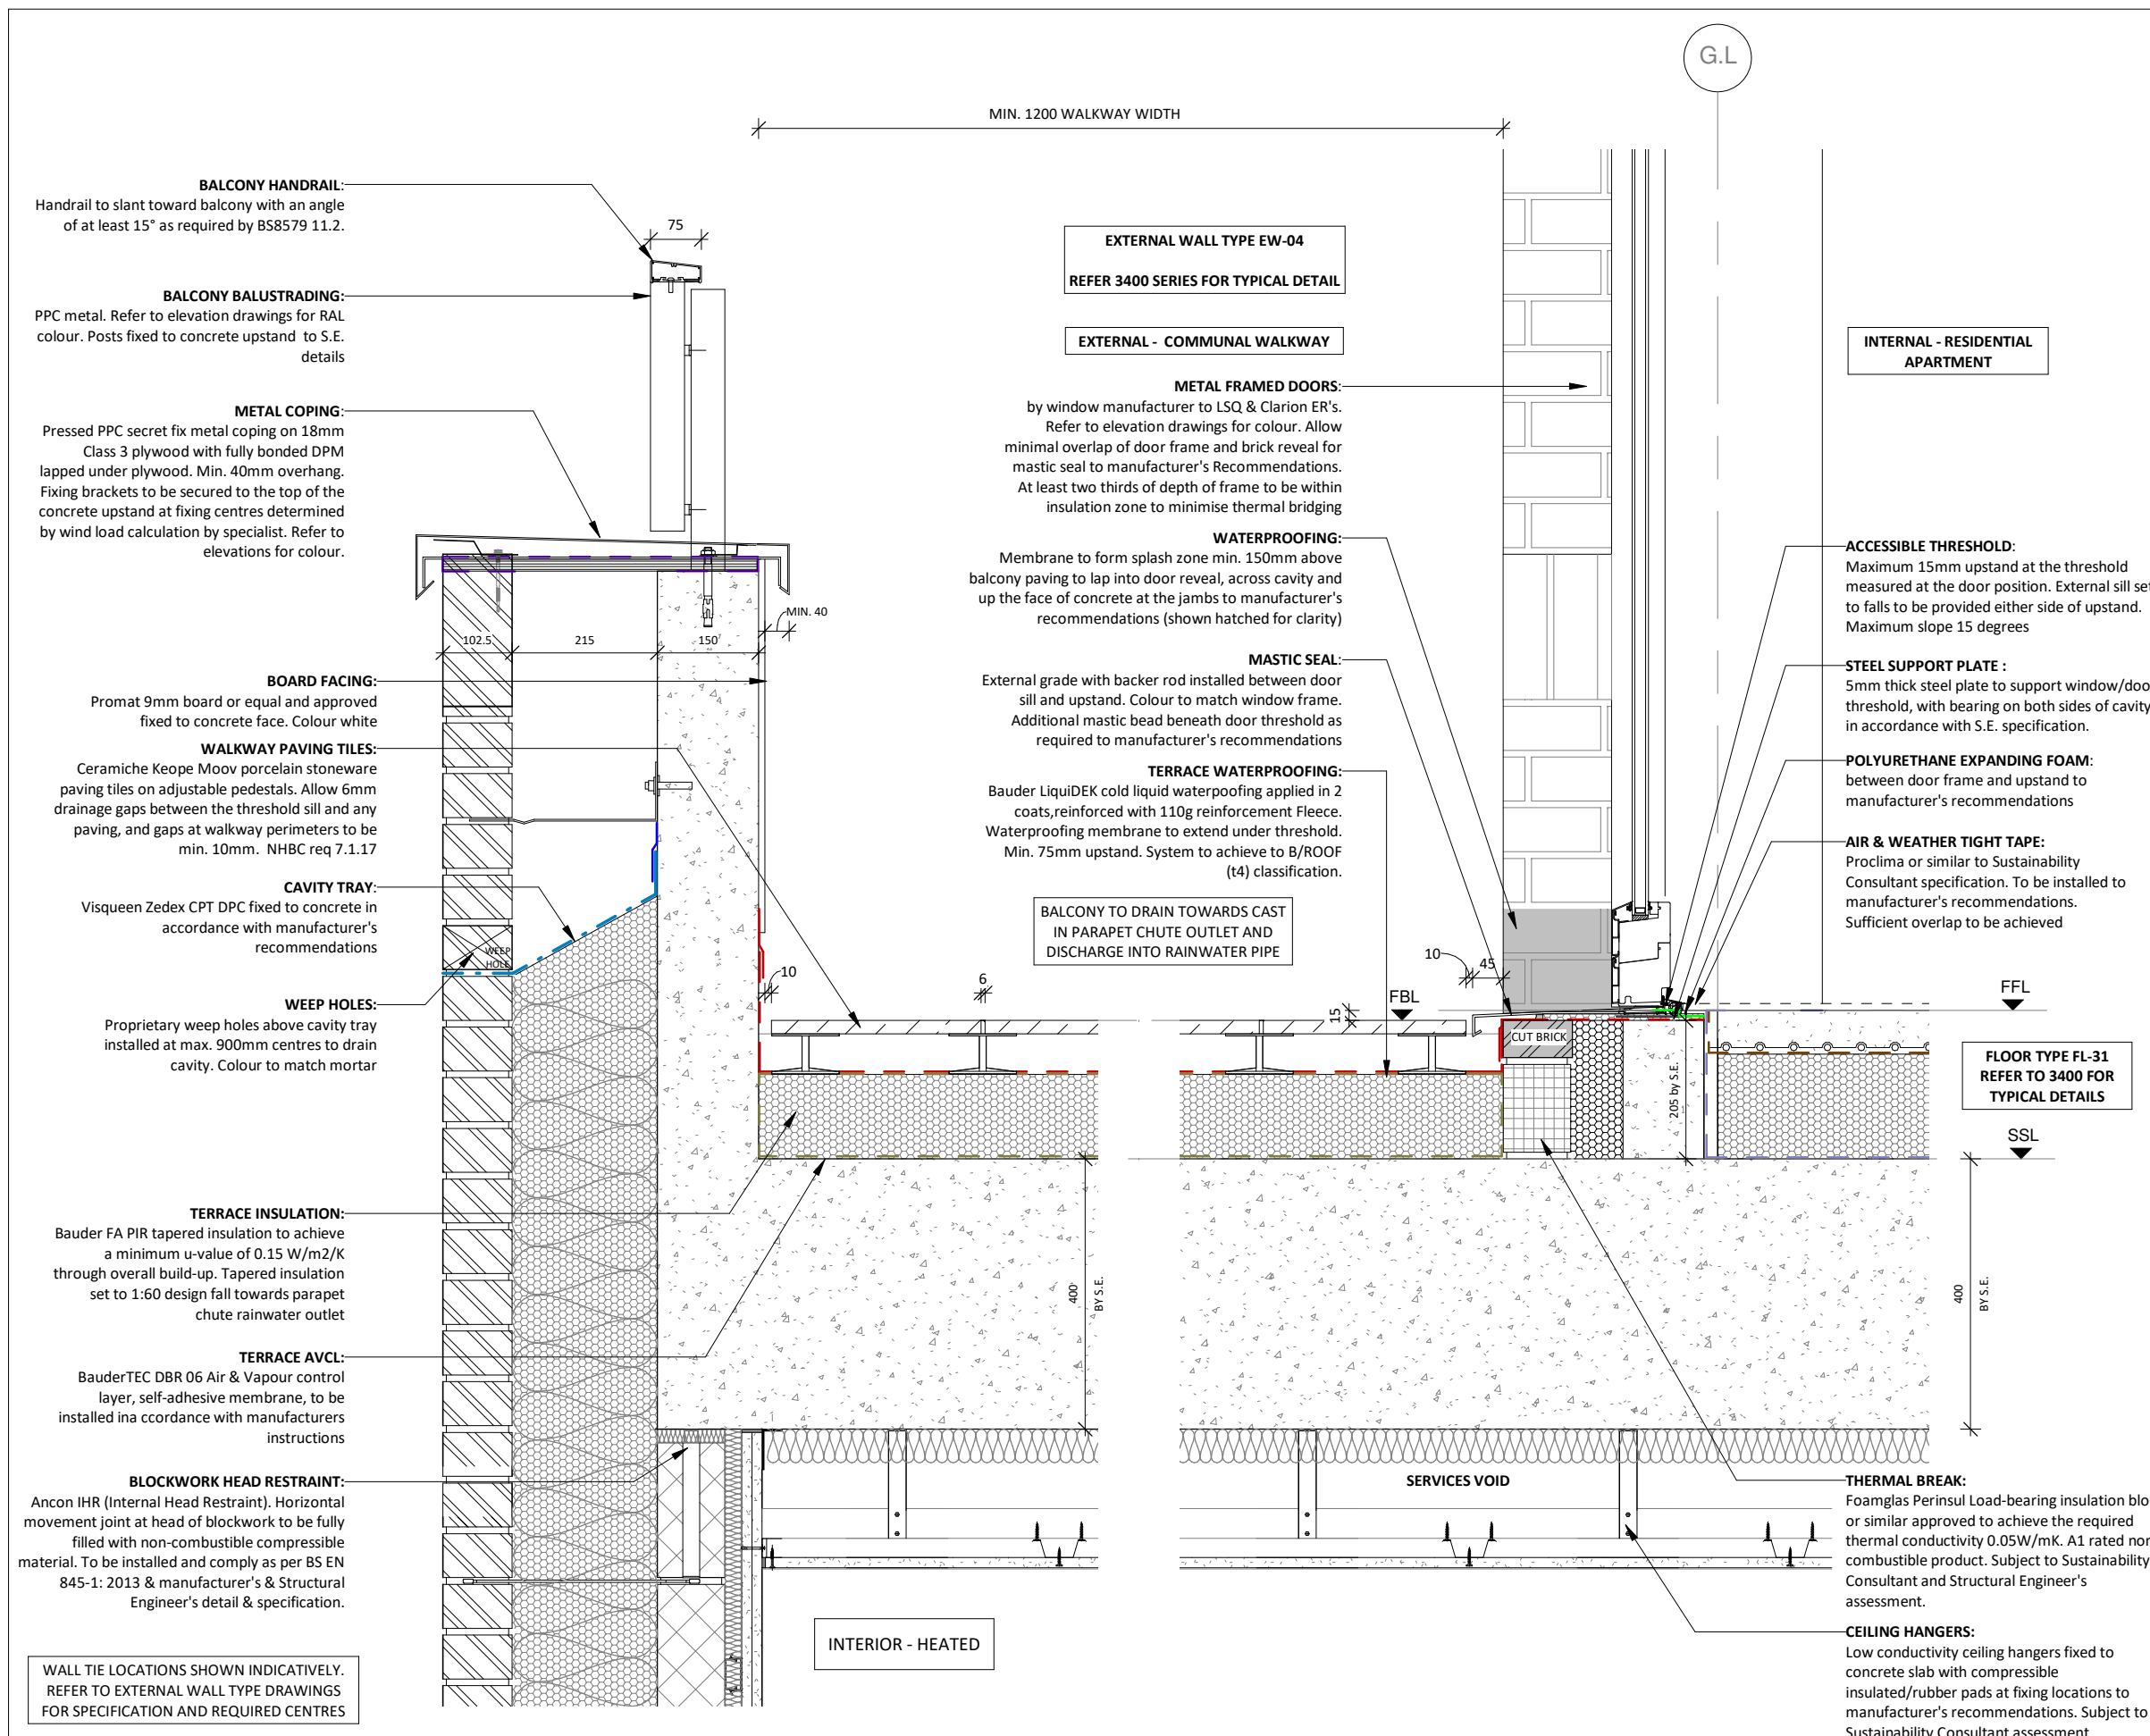 G.L
MIN. 1200 WALKWAY WIDTH
BALCONY HANDRAIL:
Handrail to slant toward balcony with an angle
of at least 15° as required by BS8579 11.2.
75
BALCONY BALUSTRADING:
PPC metal. Refer to elevation drawings for RAL
colour. Posts fixed to concrete upstand to S.E.
details
METAL COPING:
Pressed PPC secret fix metal coping on 18mm
Class 3 plywood with fully bonded DPM
lapped under plywood. Min. 40mm overhang.
Fixing brackets to be secured to the top of the
concrete upstand at fixing centres determined
by wind load calculation by specialist. Refer to
elevations for colour.
MIN. 40
102.5
215
150
BOARD FACING:
Promat 9mm board or equal and approved
fixed to concrete face. Colour white
WALKWAY PAVING TILES:
Ceramiche Keope Moov porcelain stoneware
paving tiles on adjustable pedestals. Allow 6mm
drainage gaps between the threshold sill and any
paving, and gaps at walkway perimeters to be
min. 10mm. NHBC req 7.1.17
CAVITY TRAY:
Visqueen Zedex CPT DPC fixed to concrete in
accordance with manufacturer's
recommendations
WEEP
HOLE
WEEP HOLES:
Proprietary weep holes above cavity tray
installed at max. 900mm centres to drain
cavity. Colour to match mortar
10
6
TERRACE INSULATION:
Bauder FA PIR tapered insulation to achieve
a minimum u-value of 0.15 W/m2/K
through overall build-up. Tapered insulation
set to 1:60 design fall towards parapet
chute rainwater outlet
TERRACE AVCL:
BauderTEC DBR 06 Air & Vapour control
layer, self-adhesive membrane, to be
installed ina ccordance with manufacturers
instructions
BLOCKWORK HEAD RESTRAINT:
Ancon IHR (Internal Head Restraint). Horizontal
movement joint at head of blockwork to be fully
filled with non-combustible compressible
material. To be installed and comply as per BS EN
845-1: 2013 & manufacturer's & Structural
Engineer's detail & specification.
WALL TIE LOCATIONS SHOWN INDICATIVELY.
REFER TO EXTERNAL WALL TYPE DRAWINGS
FOR SPECIFICATION AND REQUIRED CENTRES
EXTERNAL WALL TYPE EW-04
REFER 3400 SERIES FOR TYPICAL DETAIL
EXTERNAL - COMMUNAL WALKWAY
METAL FRAMED DOORS:
by window manufacturer to LSQ & Clarion ER's.
Refer to elevation drawings for colour. Allow
minimal overlap of door frame and brick reveal for
mastic seal to manufacturer's Recommendations.
At least two thirds of depth of frame to be within
insulation zone to minimise thermal bridging
WATERPROOFING:
Membrane to form splash zone min. 150mm above
balcony paving to lap into door reveal, across cavity and
up the face of concrete at the jambs to manufacturer's
recommendations (shown hatched for clarity)
MASTIC SEAL:
External grade with backer rod installed between door
sill and upstand. Colour to match window frame.
Additional mastic bead beneath door threshold as
required to manufacturer's recommendations
TERRACE WATERPROOFING:
Bauder LiquiDEK cold liquid waterpoofing applied in 2
coats,reinforced with 110g reinforcement Fleece.
Waterproofing membrane to extend under threshold.
Min. 75mm upstand. System to achieve to B/ROOF
(t4) classification.
BALCONY TO DRAIN TOWARDS CAST
IN PARAPET CHUTE OUTLET AND
DISCHARGE INTO RAINWATER PIPE
10
45
FBL
15
CUT BRICK
205 by S.E.
400
BY S.E.
SERVICES VOID
INTERIOR - HEATED
INTERNAL - RESIDENTIAL
APARTMENT
ACCESSIBLE THRESHOLD:
Maximum 15mm upstand at the threshold
measured at the door position. External sill set
to falls to be provided either side of upstand.
Maximum slope 15 degrees
STEEL SUPPORT PLATE :
5mm thick steel plate to support window/doo
threshold, with bearing on both sides of cavity
in accordance with S.E. specification.
POLYURETHANE EXPANDING FOAM:
between door frame and upstand to
manufacturer's recommendations
AIR & WEATHER TIGHT TAPE:
Proclima or similar to Sustainability
Consultant specification. To be installed to
manufacturer's recommendations.
Sufficient overlap to be achieved
FFL
FLOOR TYPE FL-31
REFER TO 3400 FOR
TYPICAL DETAILS
SSL
400
BY S.E.
THERMAL BREAK:
Foamglas Perinsul Load-bearing insulation blo
or similar approved to achieve the required
thermal conductivity 0.05W/mK. A1 rated non
combustible product. Subject to Sustainability
Consultant and Structural Engineer's
assessment.
CEILING HANGERS:
Low conductivity ceiling hangers fixed to
concrete slab with compressible
insulated/rubber pads at fixing locations to
manufacturer's recommendations. Subject to
Sustainability Consultant assessment